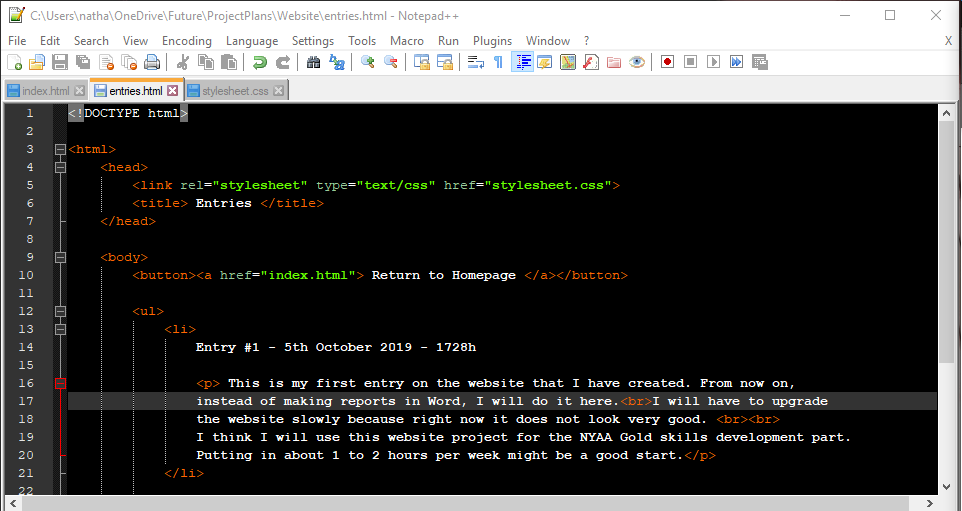 C:\Users\natha\OneDrive\Future\ProjectPlans\Website\entries.html - Notepad++
File Edit Search View Encoding Language Settings Tools Macro Run Plugins Window ? X
index.html entries.html stylesheet.css
1 <!DOCTYPE html>
2
3 <html>
4 <head>
5 <link rel="stylesheet" type="text/css" href="stylesheet.css">
6 <title> Entries </title>
7 </head>
8
9 <body>
10 <button><a href="index.html"> Return to Homepage </a></button>
11
12 <ul>
13 <li>
14 Entry #1 - 5th October 2019 - 1728h
15
16 <p> This is my first entry on the website that I have created. From now on,
17 instead of making reports in Word, I will do it here.<br>I will have to upgrade
18 the website slowly because right now it does not look very good. <br><br>
19 I think I will use this website project for the NYAA Gold skills development part.
20 Putting in about 1 to 2 hours per week might be a good start.</p>
21 </li>
22